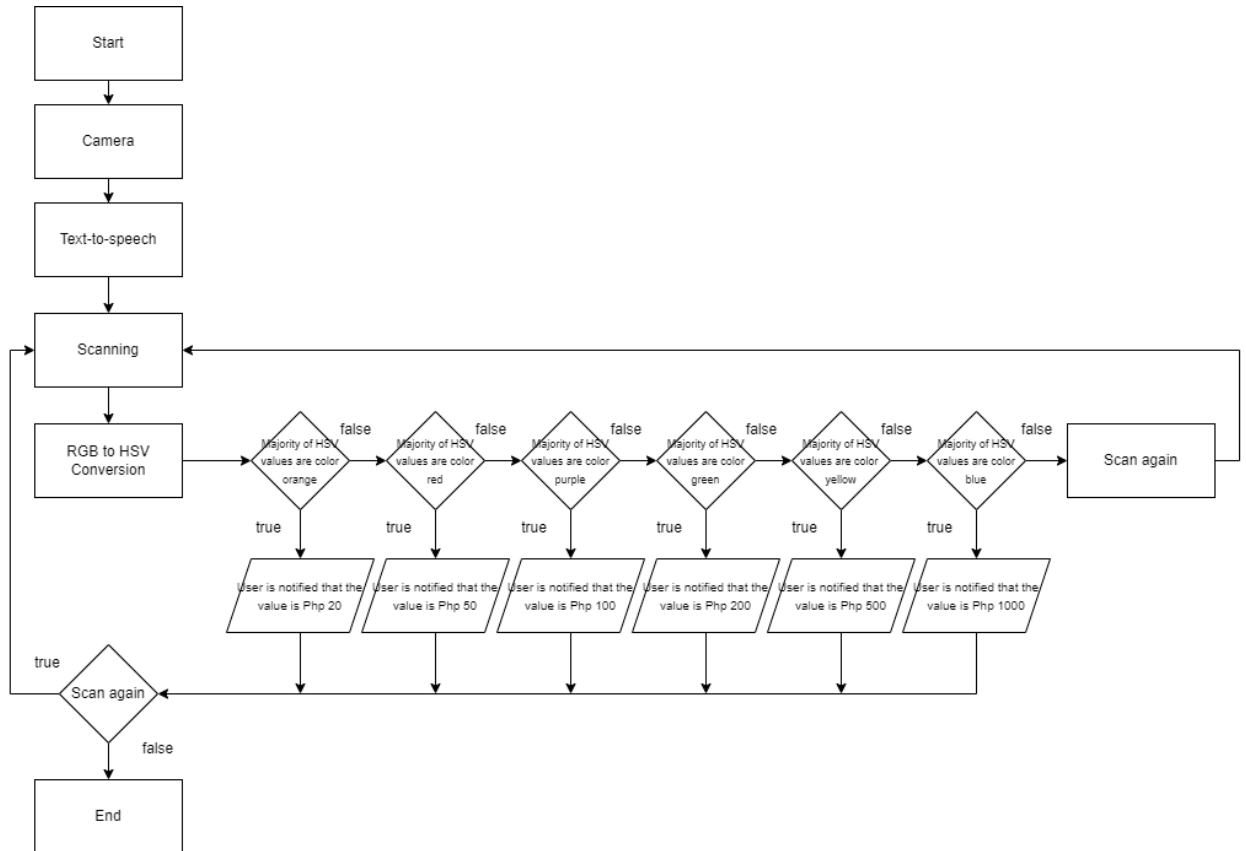 Start
Camera
Text-to-speech
Scanning
RGB to HSV
Conversion
Majority of HSV
values are color
orange
false
Majority of HSV
values are color
red
false
Majority of HSV
values are color
purple
false
Majority of HSV
values are color
green
false
Majority of HSV
values are color
yellow
false
Majority of HSV
values are color
blue
false
Scan again
true
true
true
true
true
true
User is notified that the
value is Php 20
User is notified that the
value is Php 50
User is notified that the
value is Php 100
User is notified that the
value is Php 200
User is notified that the
value is Php 500
User is notified that the
value is Php 1000
true
Scan again
false
End